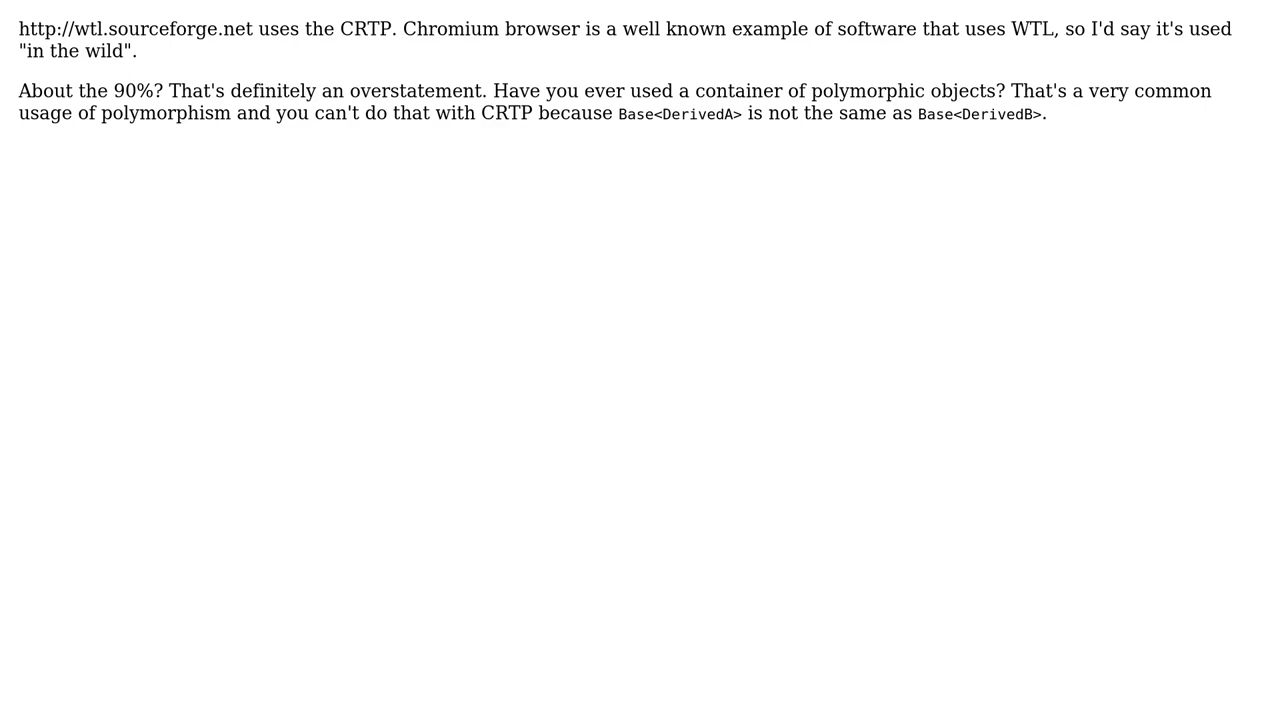 http://wtl.sourceforge.net uses the CRTP. Chromium browser is a well known example of software that uses WTL, so I'd say it's used
"in the wild".
About the 90%? That's definitely an overstatement. Have you ever used a container of polymorphic objects? That's a very common
usage of polymorphism and you can't do that with CRTP because Base<DerivedA> is not the same as Base<DerivedB>.